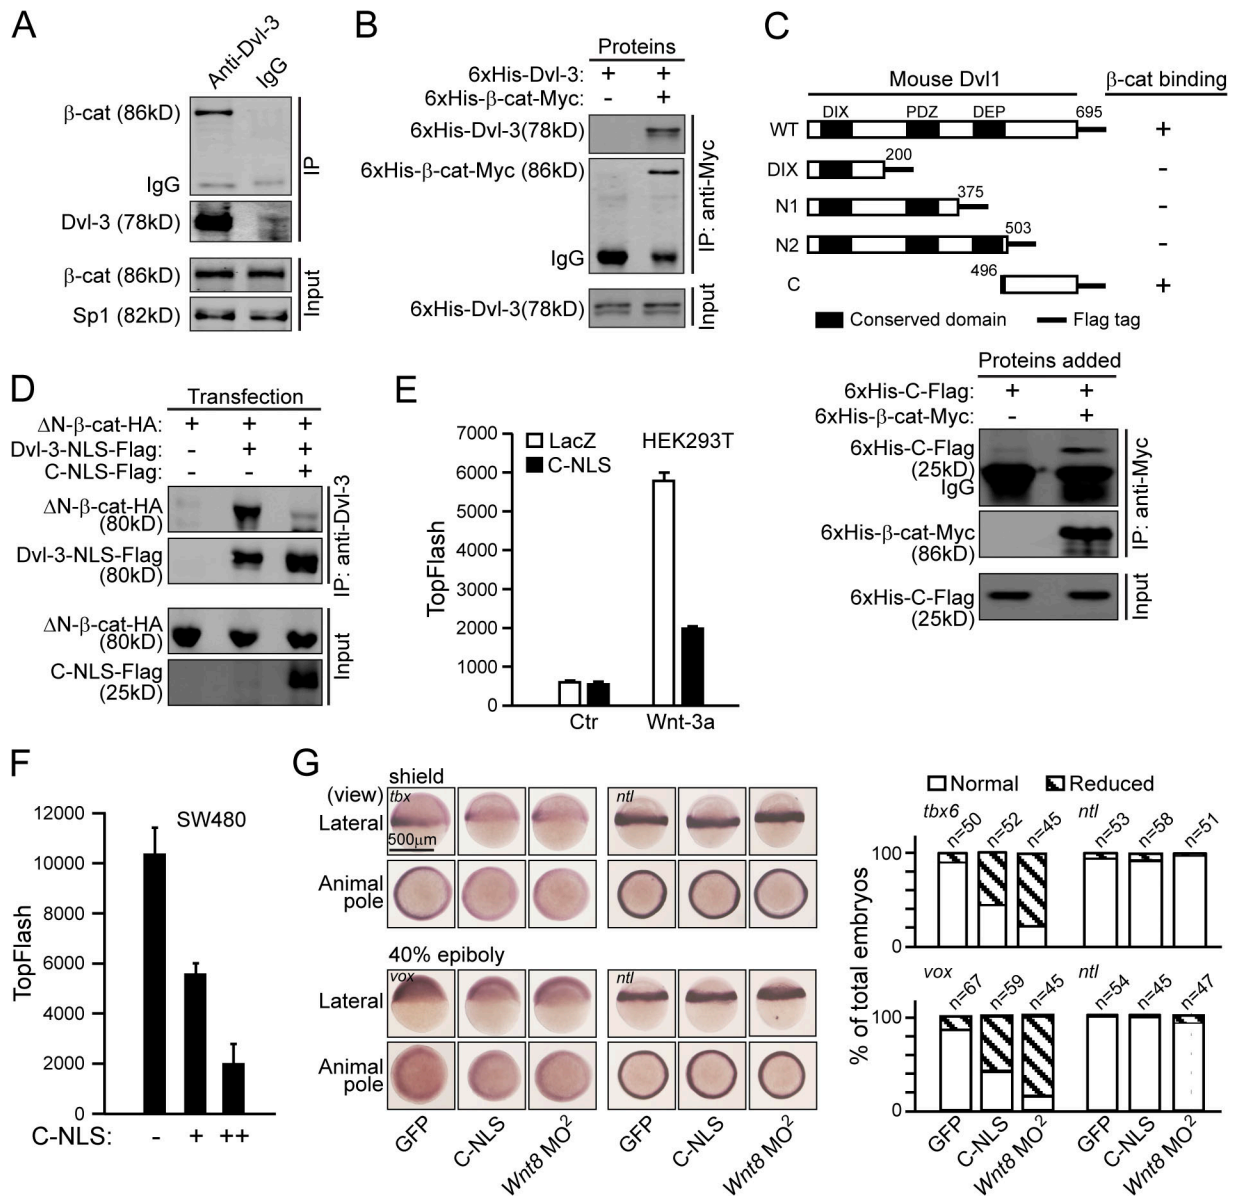 A
Anti-Dvl-3
IgG
β-cat (86kD)
IgG
Dvl-3 (78kD)
IP
β-cat (86kD)
Sp1 (82kD)
Input
B
Proteins
6xHis-Dvl-3: + +
6xHis-β-cat-Myc: - +
6xHis-Dvl-3(78kD)
6xHis-β-cat-Myc (86kD)
IgG
IP: anti-Myc
6xHis-Dvl-3(78kD)
Input
C
Mouse Dvl1
β-cat binding
DIX PDZ DEP
WT 695 +
DIX 200 -
N1 375 -
N2 503 -
C 496 +
Conserved domain
Flag tag
Proteins added
6xHis-C-Flag: + +
6xHis-β-cat-Myc: - +
6xHis-C-Flag
(25kD)
IgG
6xHis-β-cat-Myc
(86kD)
IP: anti-Myc
6xHis-C-Flag
(25kD)
Input
D
Transfection
ΔN-β-cat-HA: + + +
Dvl-3-NLS-Flag: - + +
C-NLS-Flag: - - +
ΔN-β-cat-HA
(80kD)
Dvl-3-NLS-Flag
(80kD)
IP: anti-Dvl-3
ΔN-β-cat-HA
(80kD)
C-NLS-Flag
(25kD)
Input
E
LacZ
C-NLS
HEK293T
TopFlash
7000
6000
5000
4000
3000
2000
1000
0
Ctr Wnt-3a
F
SW480
TopFlash
12000
10000
8000
6000
4000
2000
0
C-NLS: - + ++
G
shield
(view)
Lateral
tbx
500μm
ntl
Animal
pole
40% epiboly
Lateral
vox
ntl
Animal
pole
GFP
C-NLS
Wnt8 MO2
GFP
C-NLS
Wnt8 MO2
Normal
Reduced
% of total embryos
tbx6
n=50
n=52
n=45
ntl
n=53
n=58
n=51
100
0
vox
n=67
n=59
n=45
ntl
n=54
n=45
n=47
100
0
GFP
C-NLS
Wnt8 MO2
GFP
C-NLS
Wnt8 MO2